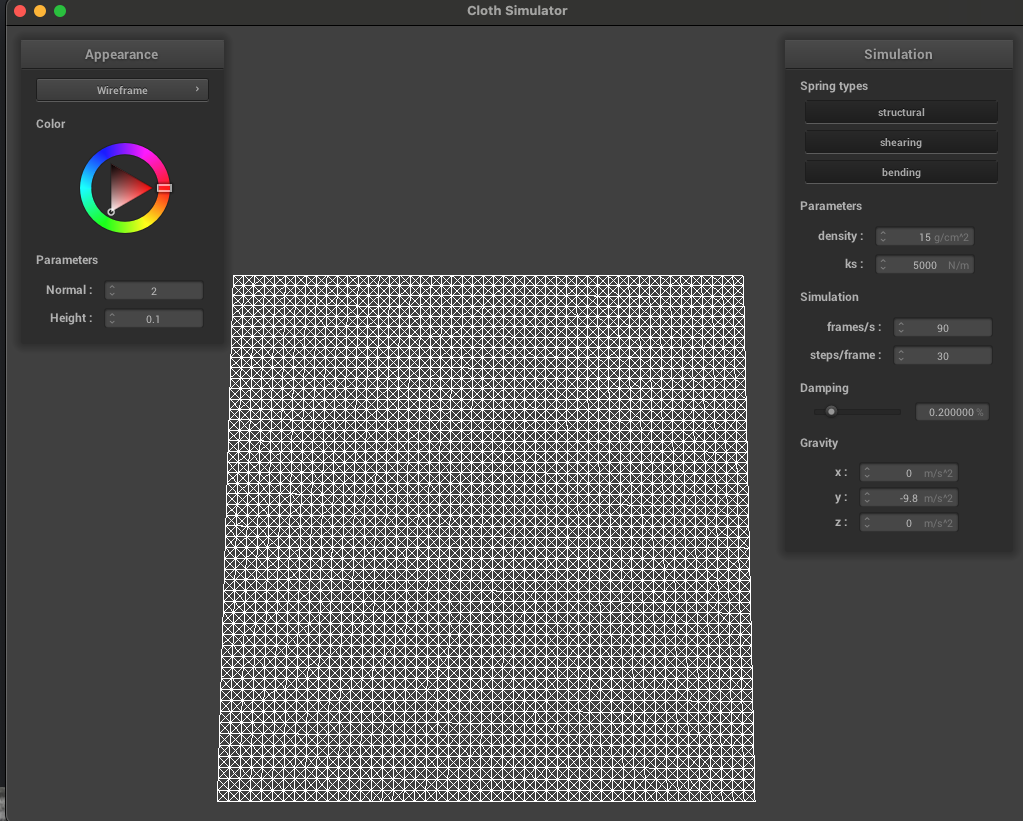 Cloth Simulator
Appearance
Wireframe
Color
Parameters
Normal : 2
Height : 0.1
Simulation
Spring types
structural
shearing
bending
Parameters
density : 15 g/cm^2
ks : 5000 N/m
Simulation
frames/s : 90
steps/frame : 30
Damping
0.200000 %
Gravity
x : 0 m/s^2
y : -9.8 m/s^2
z : 0 m/s^2